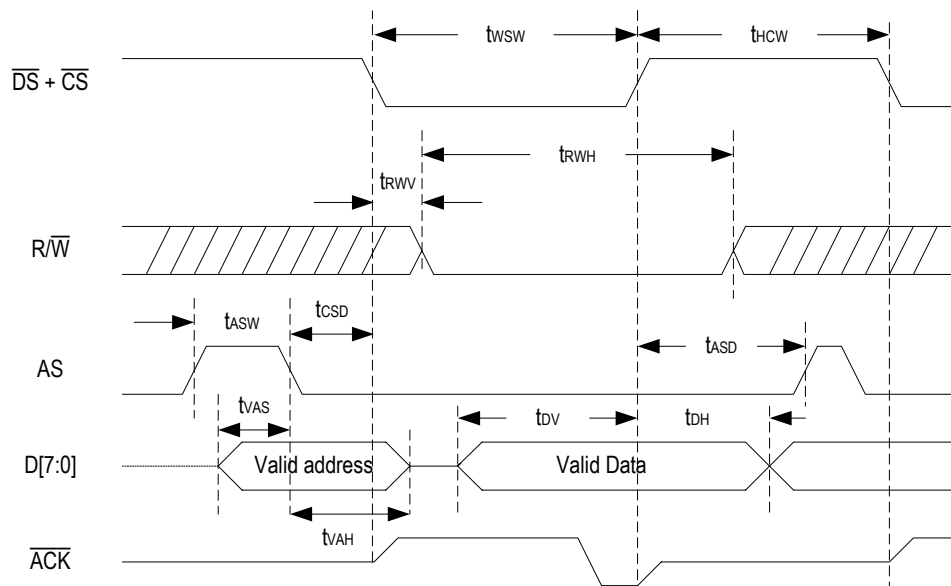 tWSW tHCW
DS + CS
tRWH
tRWV
R/W
tASW tCSD
AS
tASD
tVAS
tDV tDH
D[7:0] Valid address Valid Data
tVAH
ACK